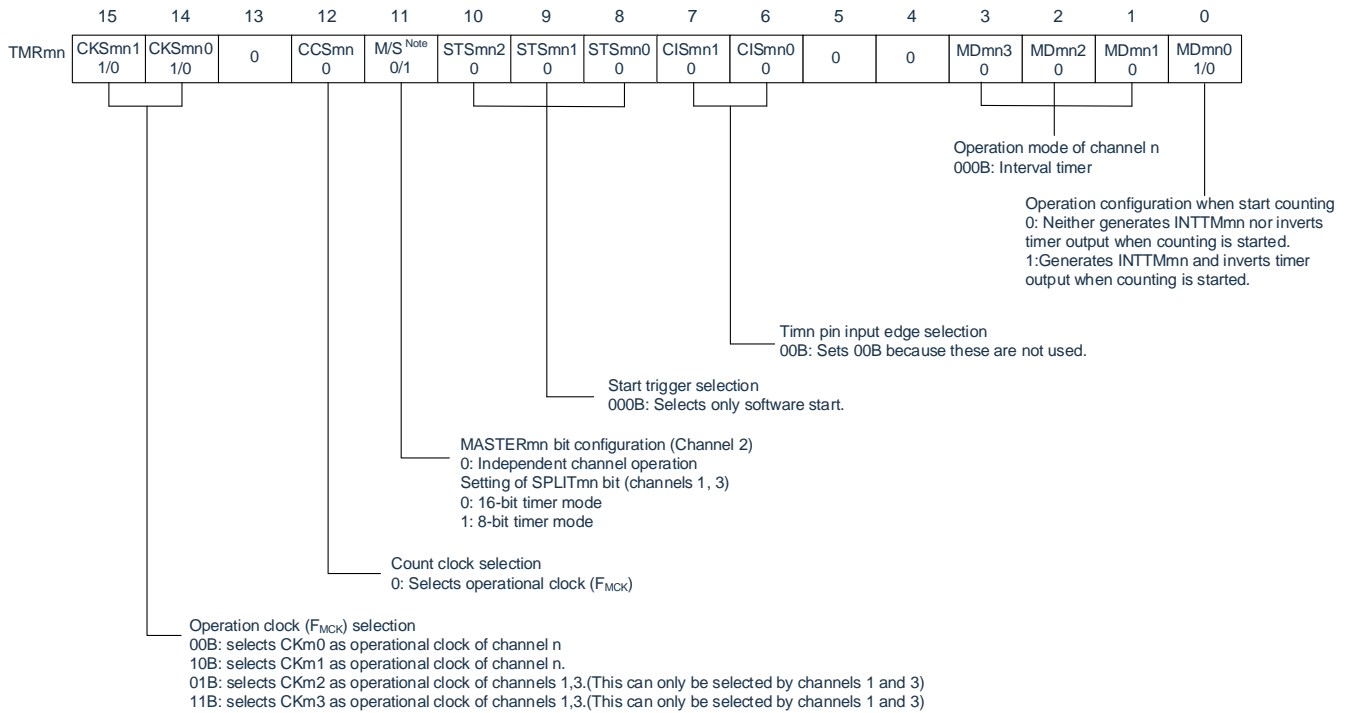 15 14 13 12 11 10 9 8 7 6 5 4 3 2 1 0
TMRmn CKSmn1 CKSmn0 0 CCSmn M/S Note STSmn2 STSmn1 STSmn0 CISmn1 CISmn0 0 0 MDmn3 MDmn2 MDmn1 MDmn0
1/0 1/0 0 0/1 0 0 0 0 0 0 0 0 1/0
Operation mode of channel n
000B: Interval timer
Operation configuration when start counting
0: Neither generates INTTMmn nor inverts
timer output when counting is started.
1:Generates INTTMmn and inverts timer
output when counting is started.
Timn pin input edge selection
00B: Sets 00B because these are not used.
Start trigger selection
000B: Selects only software start.
MASTERmn bit configuration (Channel 2)
0: Independent channel operation
Setting of SPLITmn bit (channels 1, 3)
0: 16-bit timer mode
1: 8-bit timer mode
Count clock selection
0: Selects operational clock (FMCK)
Operation clock (FMCK) selection
00B: selects CKm0 as operational clock of channel n
10B: selects CKm1 as operational clock of channel n.
01B: selects CKm2 as operational clock of channels 1,3.(This can only be selected by channels 1 and 3)
11B: selects CKm3 as operational clock of channels 1,3.(This can only be selected by channels 1 and 3)